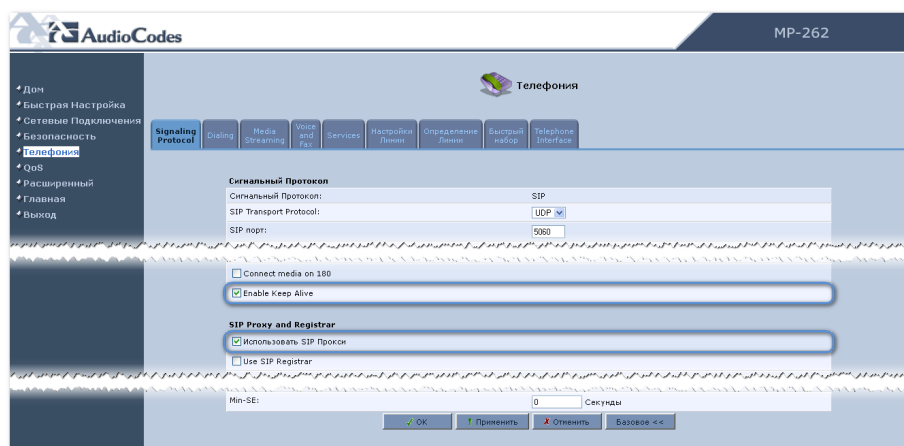 AudioCodes
MP-262
Телефония
Дом
Быстрая Настройка
Сетевые Подключения
Безопасность
Телефония
QoS
Расширенный
Главная
Выход
Signaling Protocol
Dialing
Media Streaming
Voice and Fax
Services
Настройки Линии
Определение Линии
Быстрый набор
Telephone Interface
Сигнальный Протокол
Сигнальный Протокол: SIP
SIP Transport Protocol: UDP
SIP порт: 5060
Connect media on 180
Enable Keep Alive
SIP Proxy and Registrar
Использовать SIP Прокси
Use SIP Registrar
Min-SE: 0 Секунды
OK Применить Отменить Базовое <<